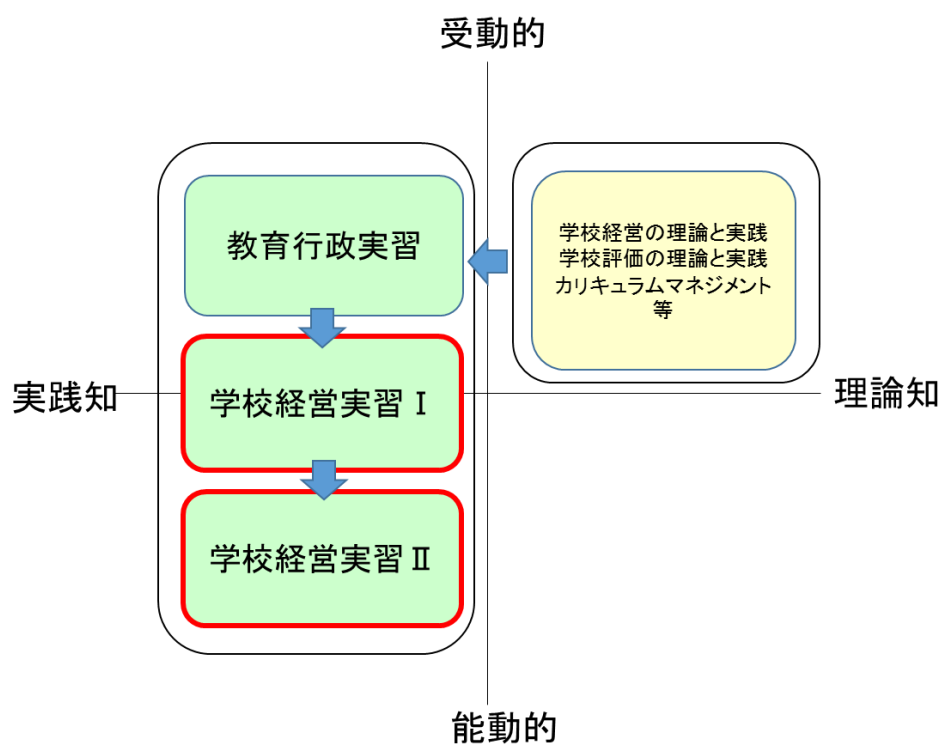 受動的
教育行政実習
学校経営の理論と実践
学校評価の理論と実践
カリキュラムマネジメント
等
実践知
学校経営実習Ⅰ
理論知
学校経営実習Ⅱ
能動的